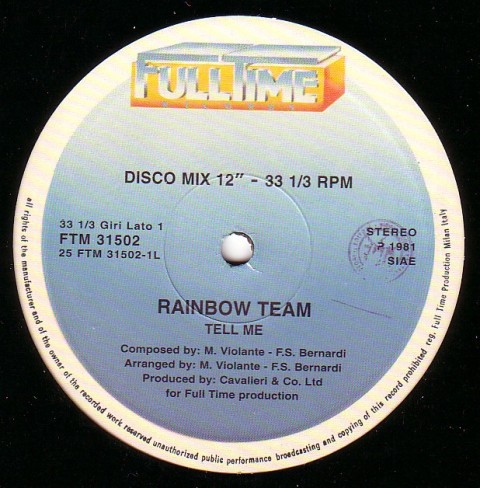 FULLTIME
RECORDS
DISCO MIX 12" - 33 1/3 RPM
33 1/3 Giri Lato 1
FTM 31502
25 FTM 31502-1L
STEREO
P 1981
SIAE
RAINBOW TEAM
TELL ME
Composed by: M. Violante - F.S. Bernardi
Arranged by: M. Violante - F.S. Bernardi
Produced by: Cavalieri & Co. Ltd
for Full Time production
all rights of the manufacturer and of the owner of the recorded work reserved unauthorized public performance broadcasting and copying of this record prohibited reg. Full Time Production Milan Italy